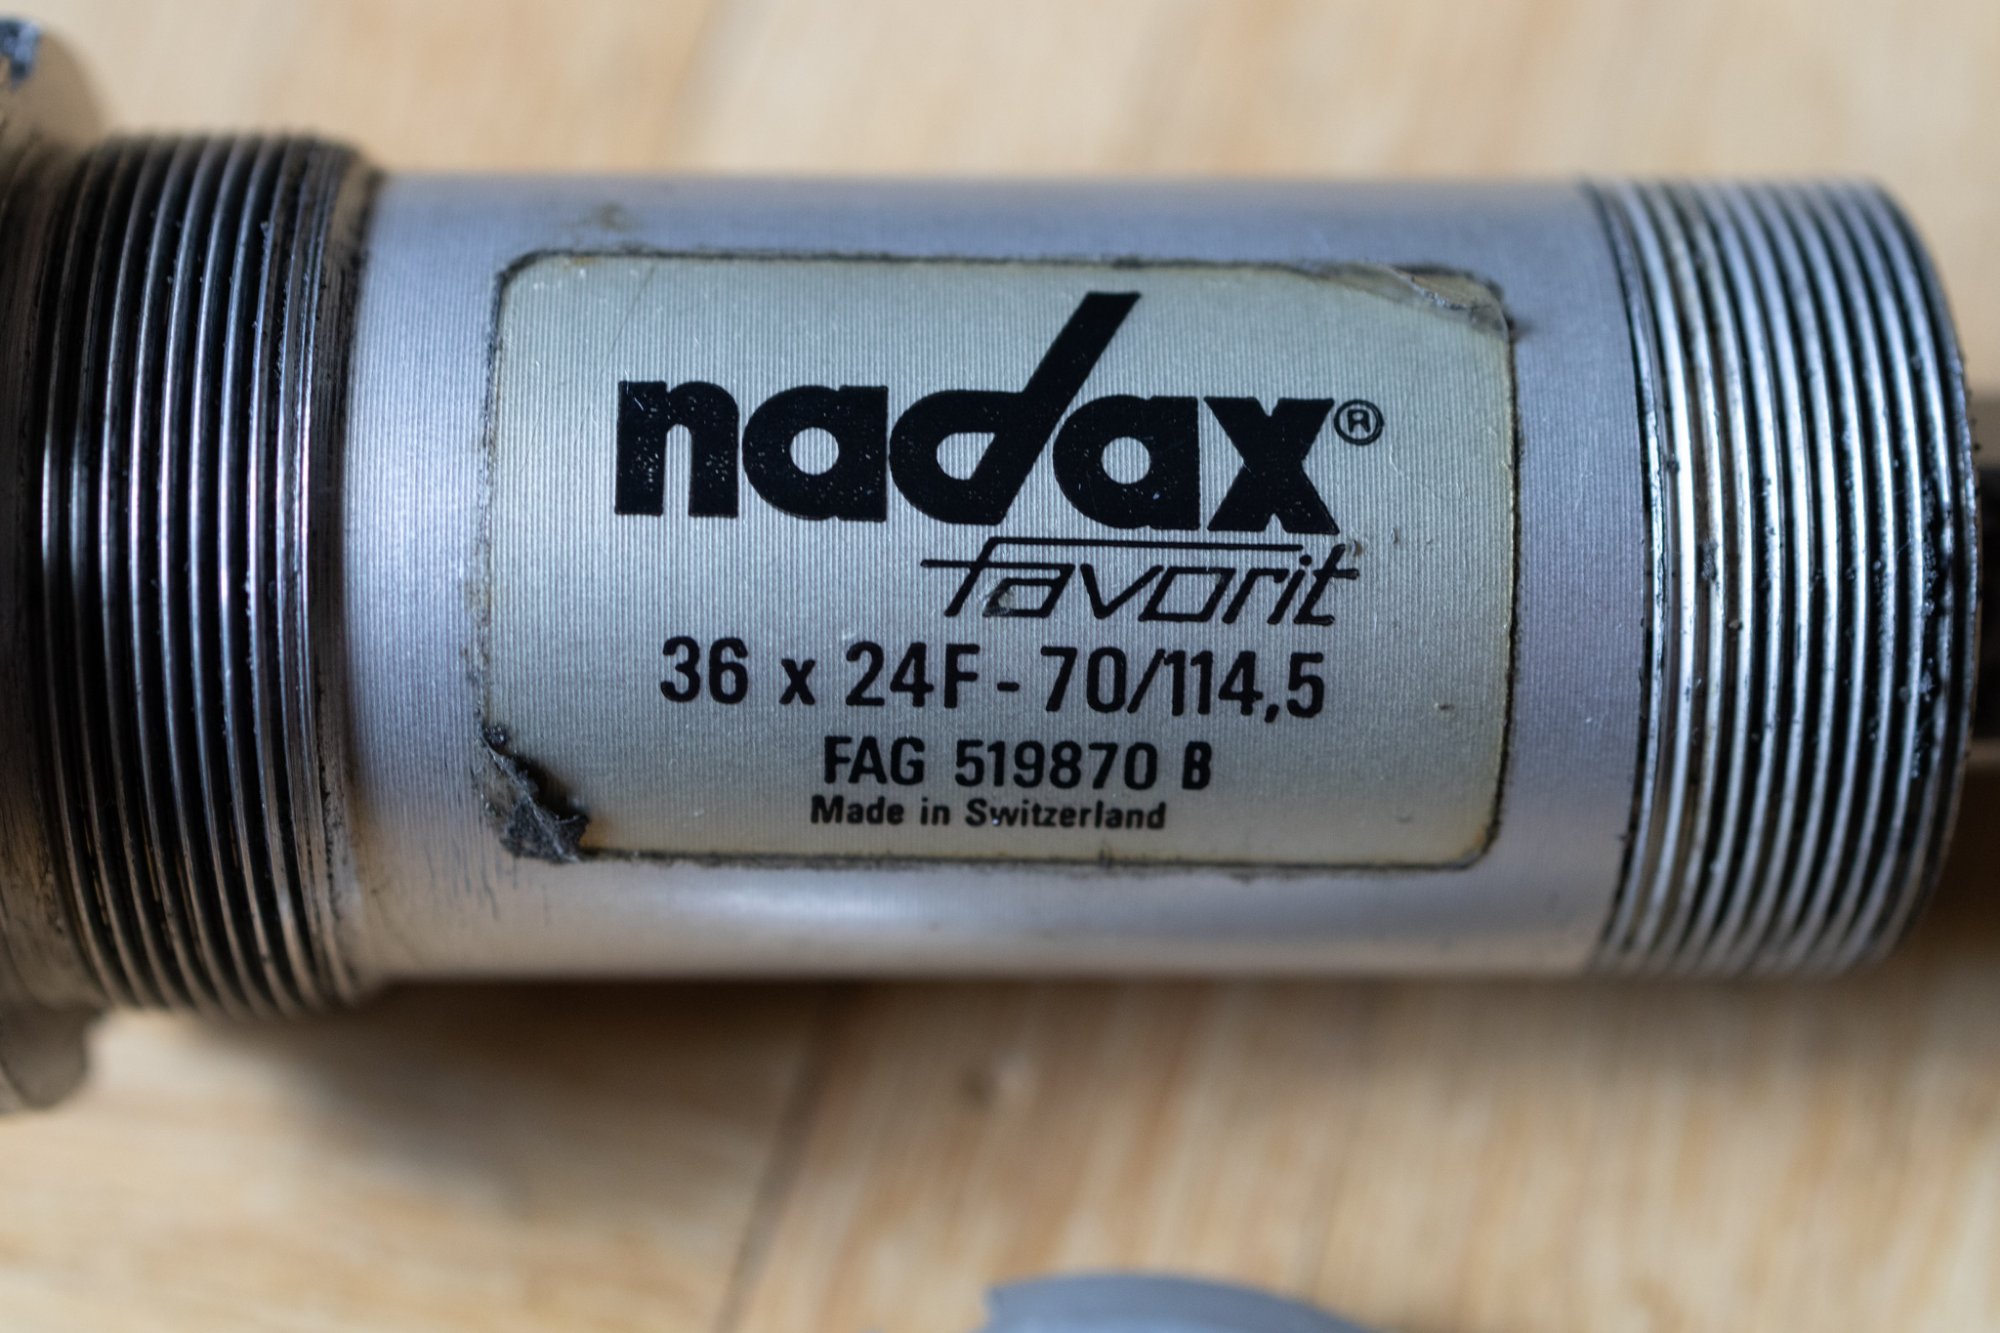 nadax®
favorit
36 x 24F - 70/114,5
FAG 519870 B
Made in Switzerland